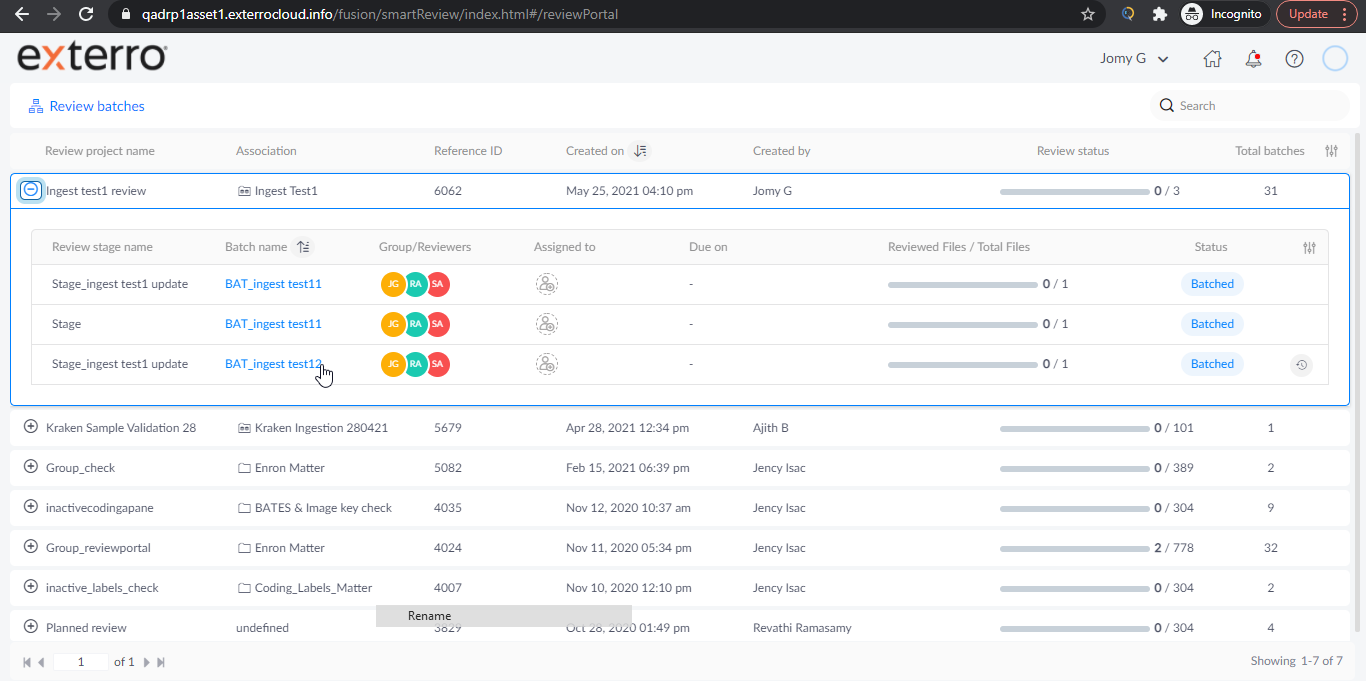 qadrp1asset1.exterrocloud.info/fusion/smartReview/index.html#/reviewPortal Incognito Update
exterro Jomy G
Review batches Search
Review project name Association Reference ID Created on Created by Review status Total batches
Ingest test1 review Ingest Test1 6062 May 25, 2021 04:10 pm Jomy G 0 / 3 31
Review stage name Batch name Group/Reviewers Assigned to Due on Reviewed Files / Total Files Status
Stage_ingest test1 update BAT_ingest test11 JG RA SA - 0 / 1 Batched
Stage BAT_ingest test11 JG RA SA - 0 / 1 Batched
Stage_ingest test1 update BAT_ingest test12 JG RA SA - 0 / 1 Batched
Kraken Sample Validation 28 Kraken Ingestion 280421 5679 Apr 28, 2021 12:34 pm Ajith B 0 / 101 1
Group_check Enron Matter 5082 Feb 15, 2021 06:39 pm Jency Isac 0 / 389 2
inactivecodingapane BATES & Image key check 4035 Nov 12, 2020 10:37 am Jency Isac 0 / 304 9
Group_reviewportal Enron Matter 4024 Nov 11, 2020 05:34 pm Jency Isac 2 / 778 32
inactive_labels_check Coding_Labels_Matter 4007 Nov 10, 2020 12:10 pm Jency Isac 0 / 304 2
Rename
Planned review undefined 3829 Oct 28, 2020 01:49 pm Revathi Ramasamy 0 / 304 4
1 of 1 Showing 1-7 of 7